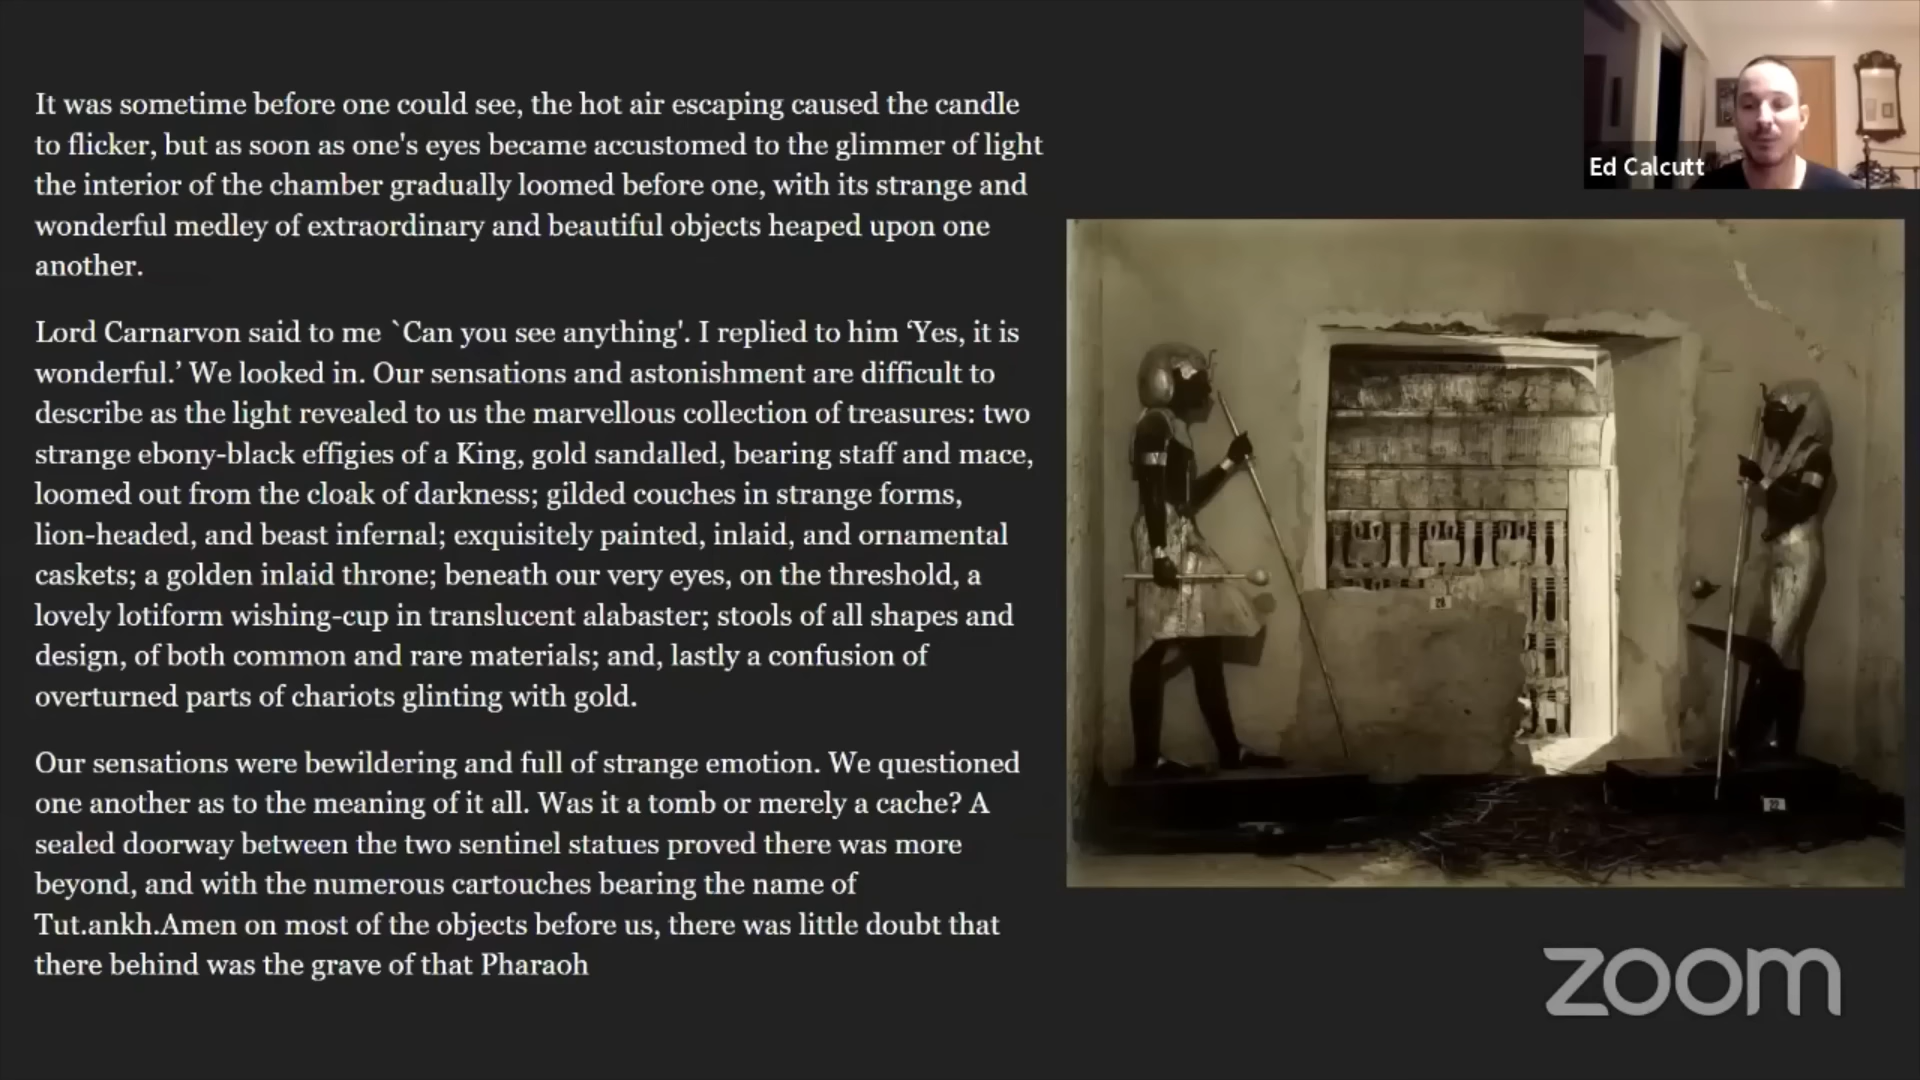 It was sometime before one could see, the hot air escaping caused the candle
to flicker, but as soon as one's eyes became accustomed to the glimmer of light
the interior of the chamber gradually loomed before one, with its strange and
wonderful medley of extraordinary and beautiful objects heaped upon one
another.
Lord Carnarvon said to me `Can you see anything'. I replied to him ‘Yes, it is
wonderful.’ We looked in. Our sensations and astonishment are difficult to
describe as the light revealed to us the marvellous collection of treasures: two
strange ebony-black effigies of a King, gold sandalled, bearing staff and mace,
loomed out from the cloak of darkness; gilded couches in strange forms,
lion-headed, and beast infernal; exquisitely painted, inlaid, and ornamental
caskets; a golden inlaid throne; beneath our very eyes, on the threshold, a
lovely lotiform wishing-cup in translucent alabaster; stools of all shapes and
design, of both common and rare materials; and, lastly a confusion of
overturned parts of chariots glinting with gold.
Our sensations were bewildering and full of strange emotion. We questioned
one another as to the meaning of it all. Was it a tomb or merely a cache? A
sealed doorway between the two sentinel statues proved there was more
beyond, and with the numerous cartouches bearing the name of
Tut.ankh.Amen on most of the objects before us, there was little doubt that
there behind was the grave of that Pharaoh
Ed Calcutt
zoom